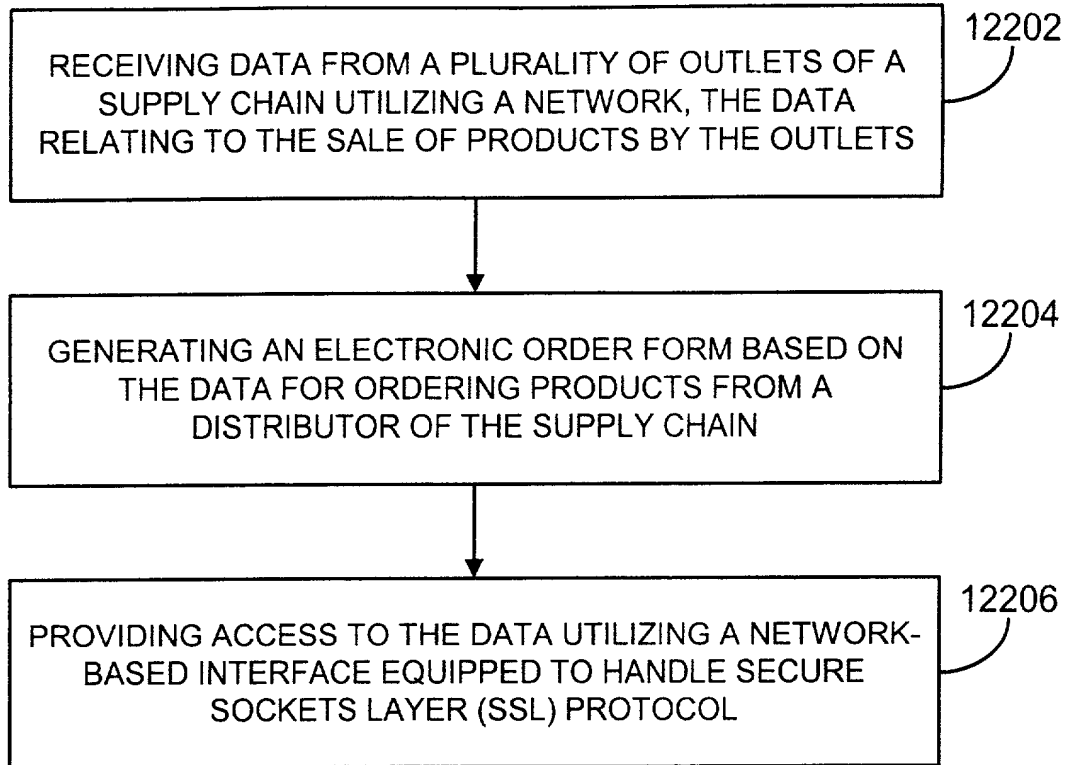 12202
RECEIVING DATA FROM A PLURALITY OF OUTLETS OF A
SUPPLY CHAIN UTILIZING A NETWORK, THE DATA
RELATING TO THE SALE OF PRODUCTS BY THE OUTLETS
12204
GENERATING AN ELECTRONIC ORDER FORM BASED ON
THE DATA FOR ORDERING PRODUCTS FROM A
DISTRIBUTOR OF THE SUPPLY CHAIN
12206
PROVIDING ACCESS TO THE DATA UTILIZING A NETWORK-
BASED INTERFACE EQUIPPED TO HANDLE SECURE
SOCKETS LAYER (SSL) PROTOCOL